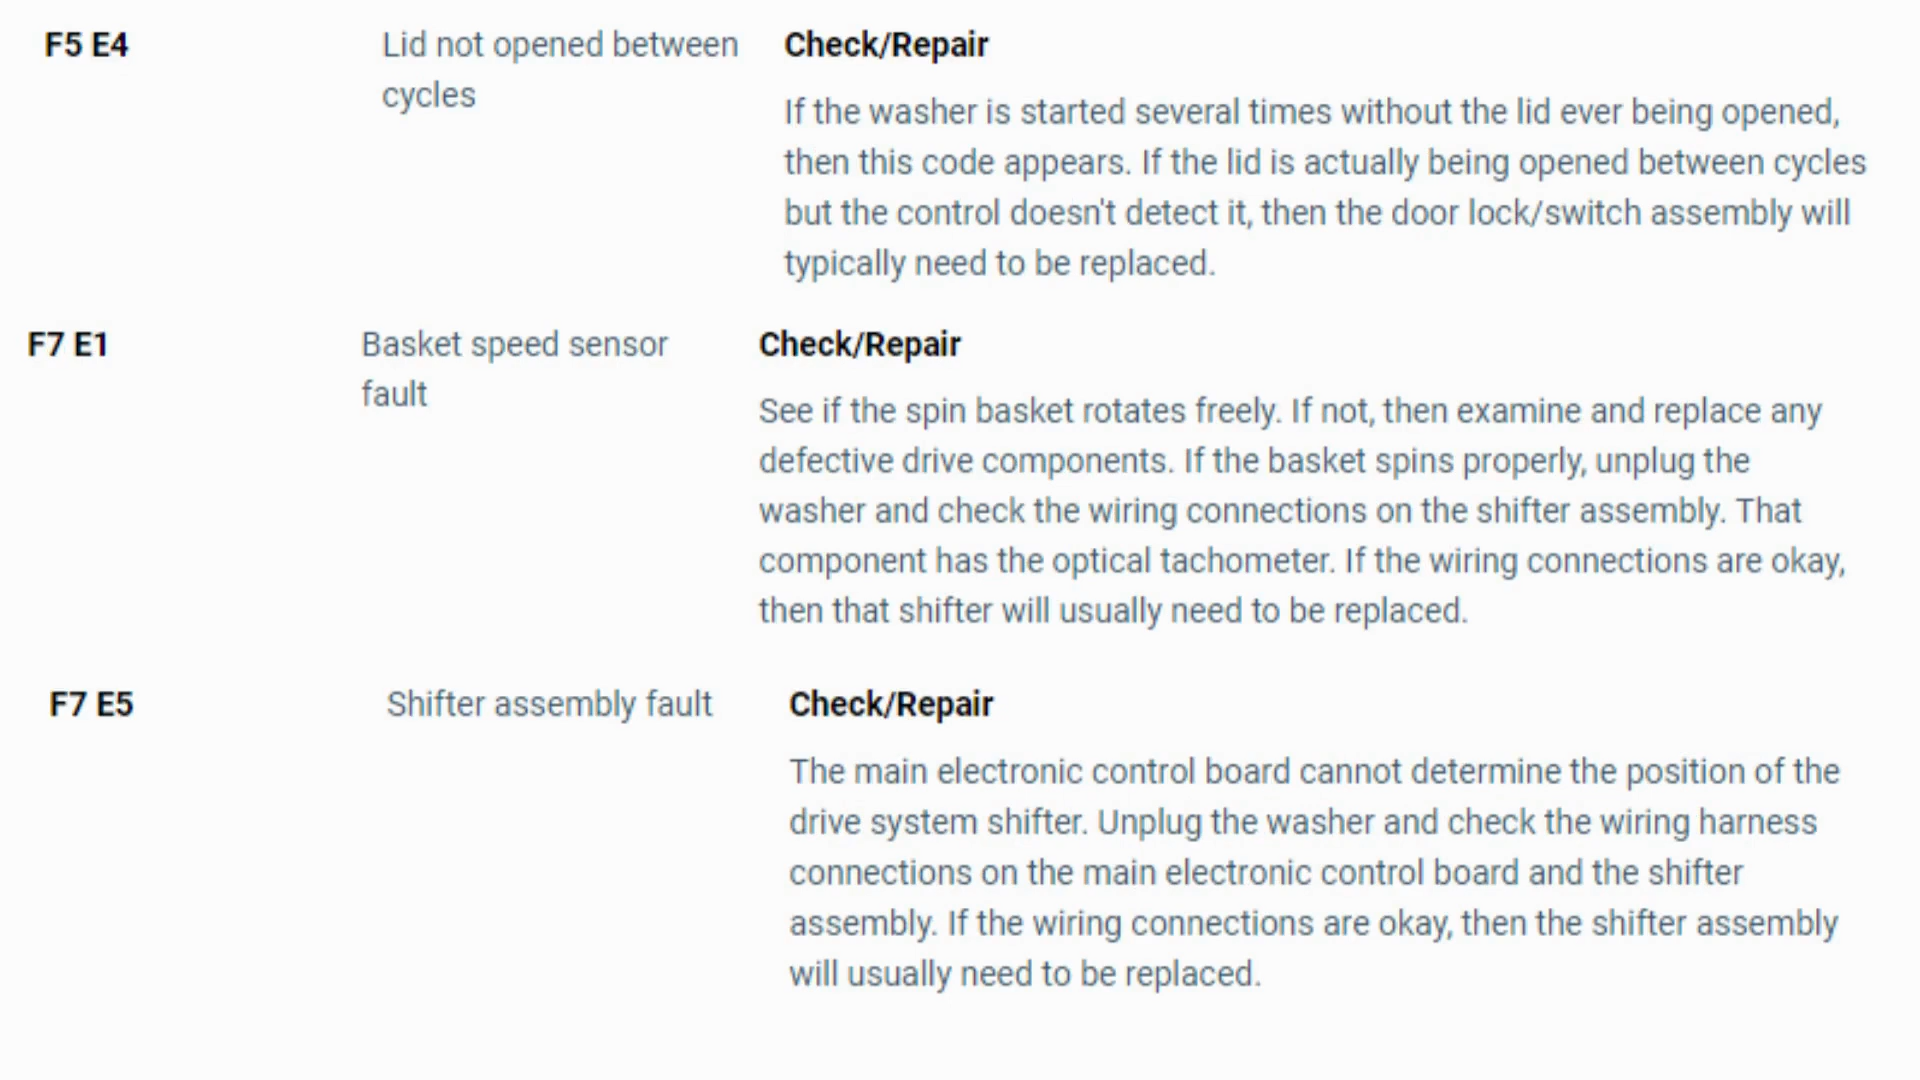 F5 E4 Lid not opened between Check/Repair
cycles
If the washer is started several times without the lid ever being opened,
then this code appears. If the lid is actually being opened between cycles
but the control doesn't detect it, then the door lock/switch assembly will
typically need to be replaced.
F7 E1 Basket speed sensor Check/Repair
fault
See if the spin basket rotates freely. If not, then examine and replace any
defective drive components. If the basket spins properly, unplug the
washer and check the wiring connections on the shifter assembly. That
component has the optical tachometer. If the wiring connections are okay,
then that shifter will usually need to be replaced.
F7 E5 Shifter assembly fault Check/Repair
The main electronic control board cannot determine the position of the
drive system shifter. Unplug the washer and check the wiring harness
connections on the main electronic control board and the shifter
assembly. If the wiring connections are okay, then the shifter assembly
will usually need to be replaced.